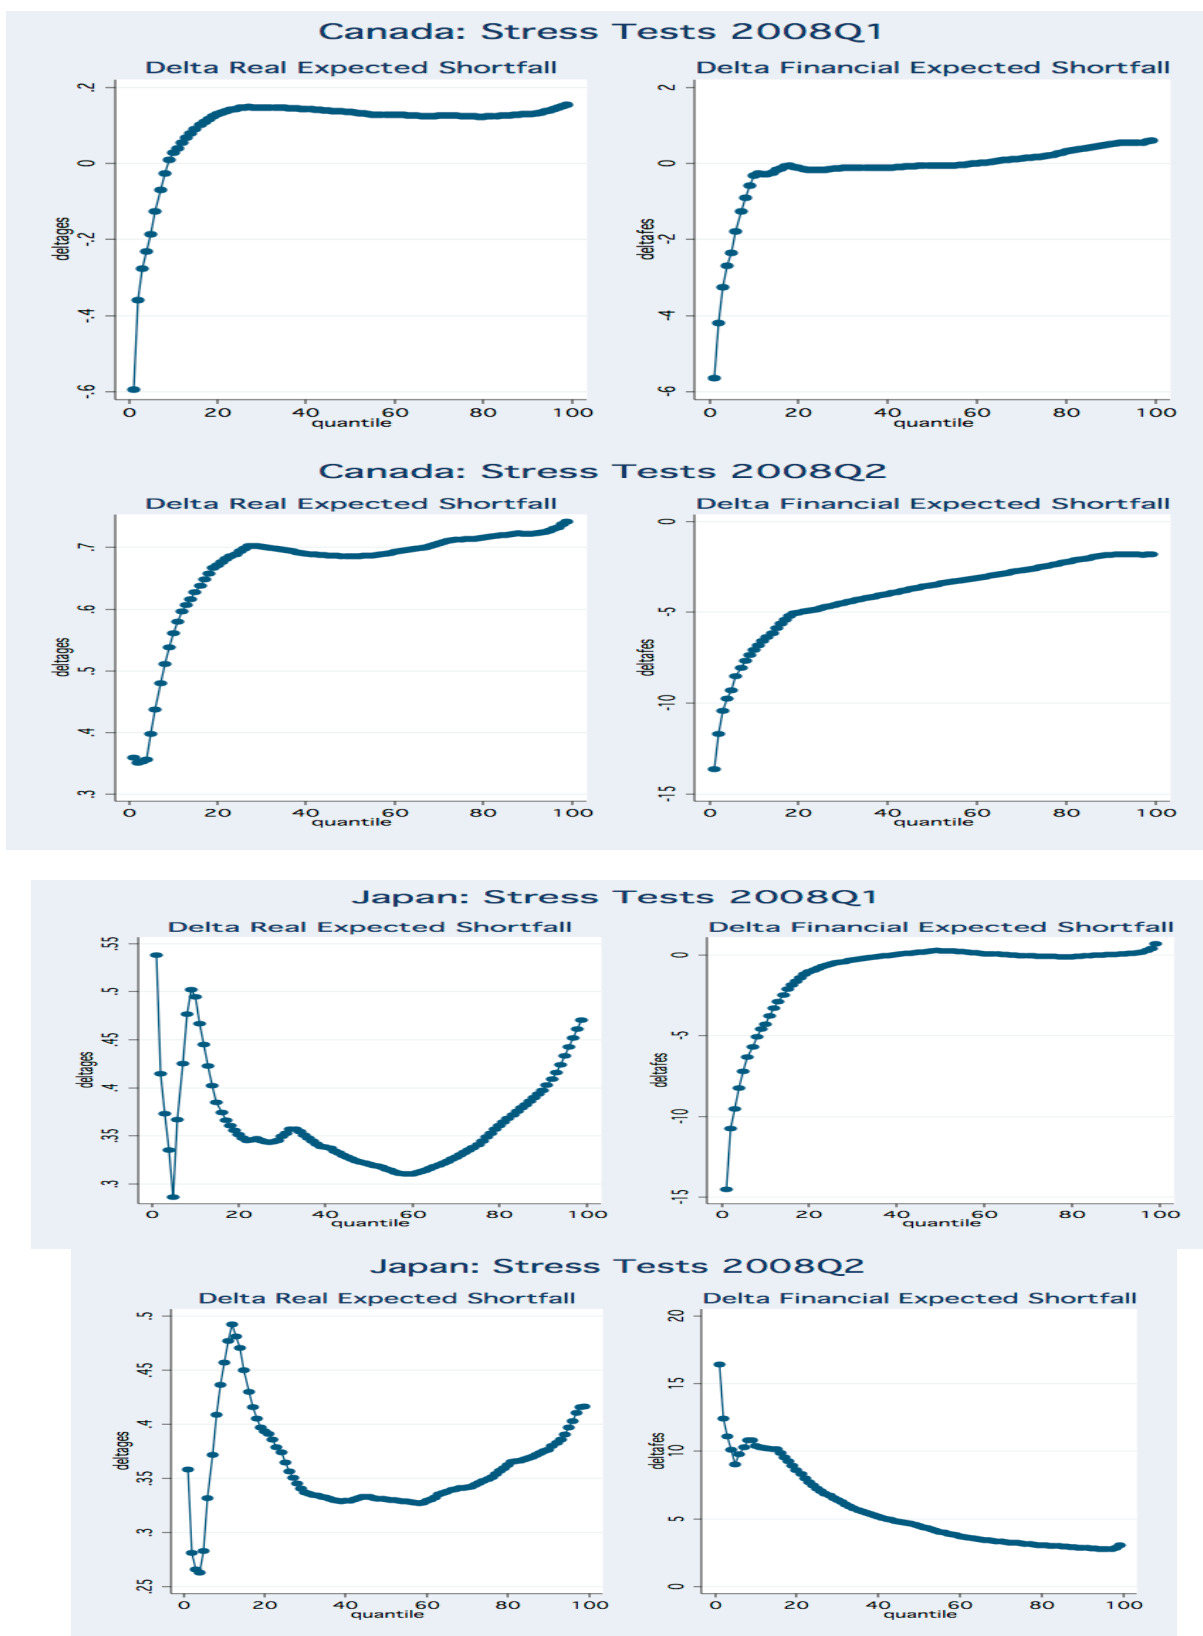 Canada: Stress Tests 2008Q1
Delta Real Expected Shortfall
deltages
.2
0
-.2
-.4
-.6
0 20 40 60 80 100
quantile
Delta Financial Expected Shortfall
deltafes
2
0
-2
-4
-6
0 20 40 60 80 100
quantile
Canada: Stress Tests 2008Q2
Delta Real Expected Shortfall
deltages
.7
.6
.5
.4
.3
0 20 40 60 80 100
quantile
Delta Financial Expected Shortfall
deltafes
0
-5
-10
-15
0 20 40 60 80 100
quantile
Japan: Stress Tests 2008Q1
Delta Real Expected Shortfall
deltages
.55
.5
.45
.4
.35
.3
0 20 40 60 80 100
quantile
Delta Financial Expected Shortfall
deltafes
0
-5
-10
-15
0 20 40 60 80 100
quantile
Japan: Stress Tests 2008Q2
Delta Real Expected Shortfall
deltages
.5
.45
.4
.35
.3
.25
0 20 40 60 80 100
quantile
Delta Financial Expected Shortfall
deltafes
20
15
10
5
0
0 20 40 60 80 100
quantile